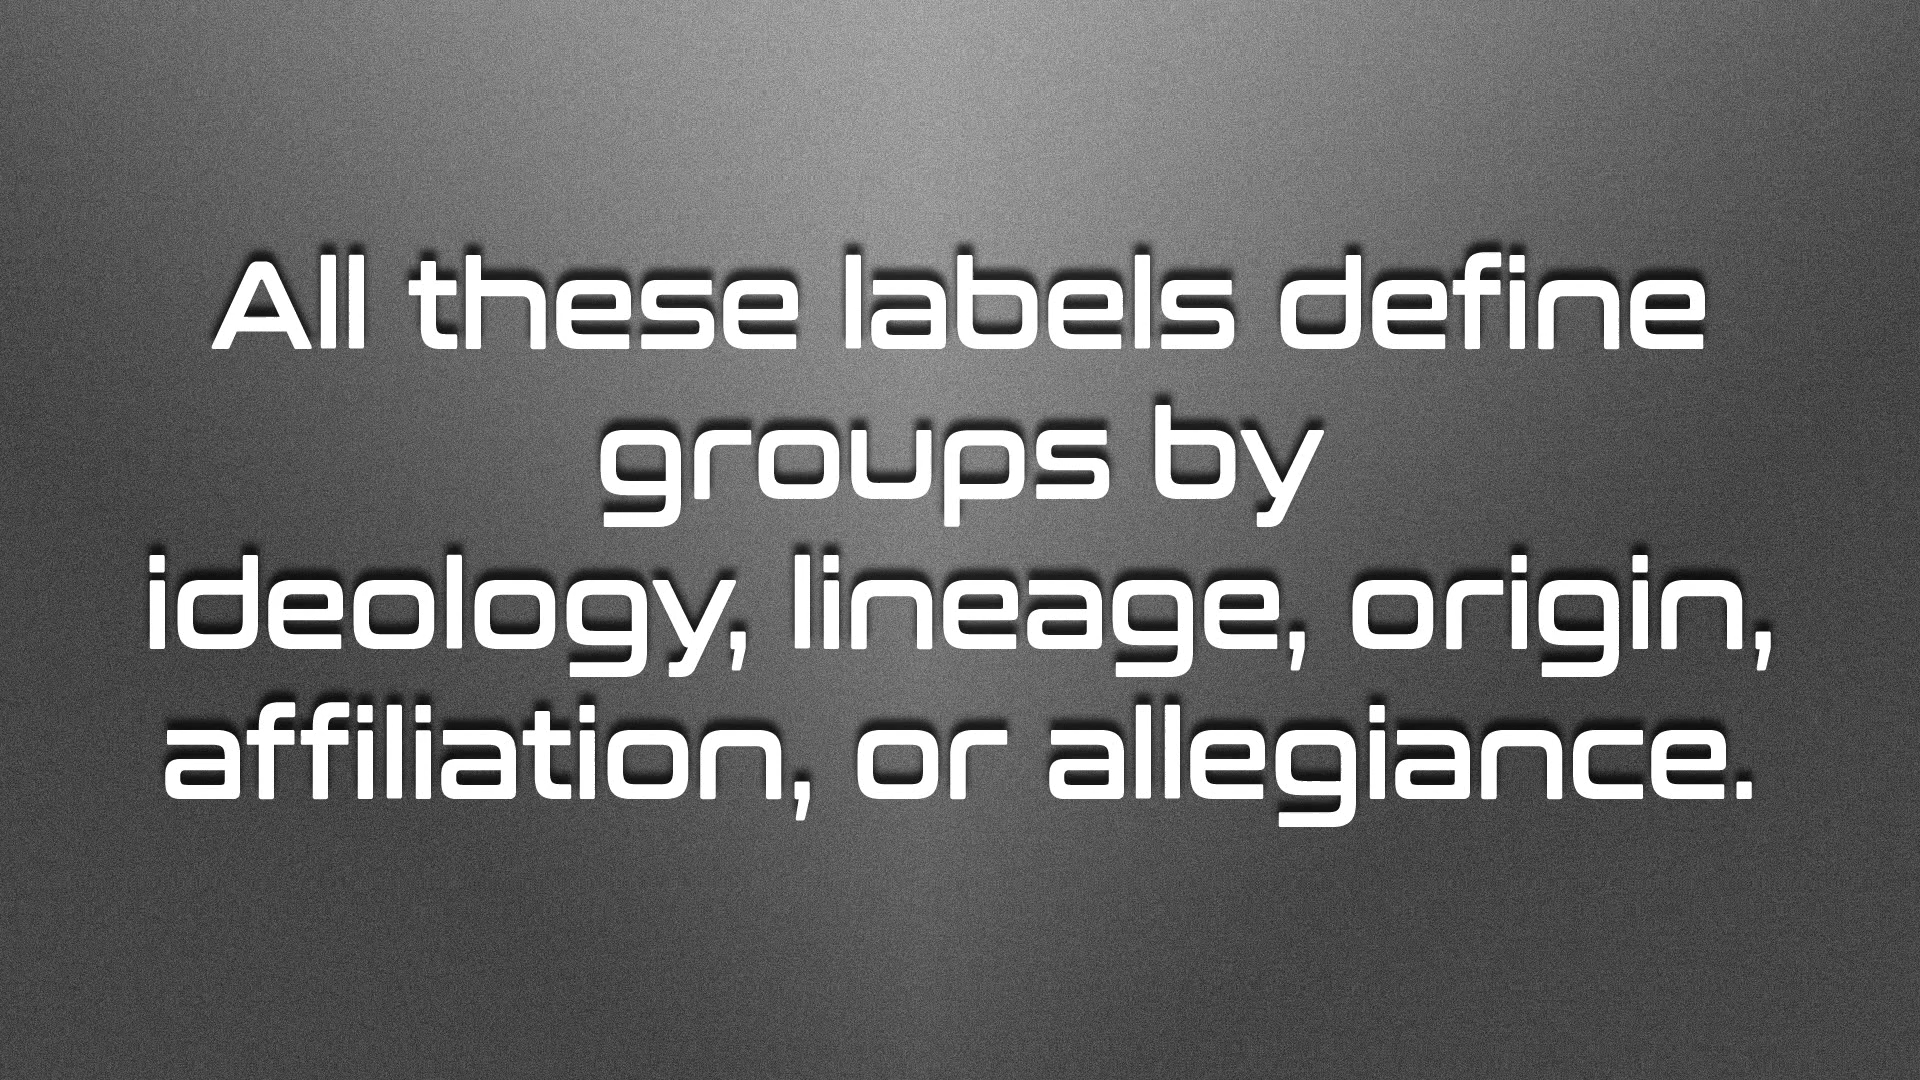 All these labels define
groups by
ideology, lineage, origin,
affiliation, or allegiance.